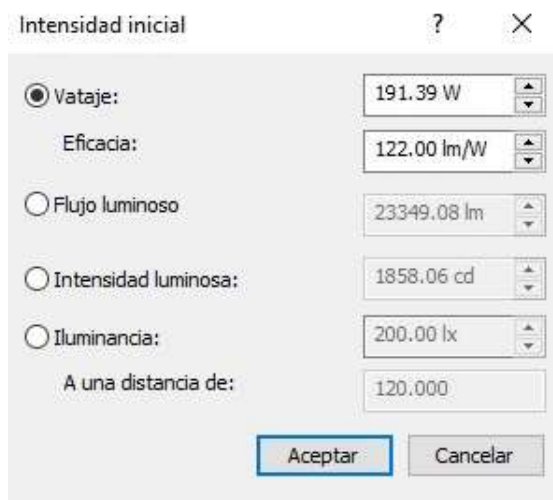 Intensidad inicial ?
Vataje: 191.39 W
Eficacia: 122.00 lm/W
Flujo luminoso 23349.08 lm
Intensidad luminosa: 1858.06 cd
Iluminancia: 200.00 lx
A una distancia de: 120.000
Aceptar Cancelar